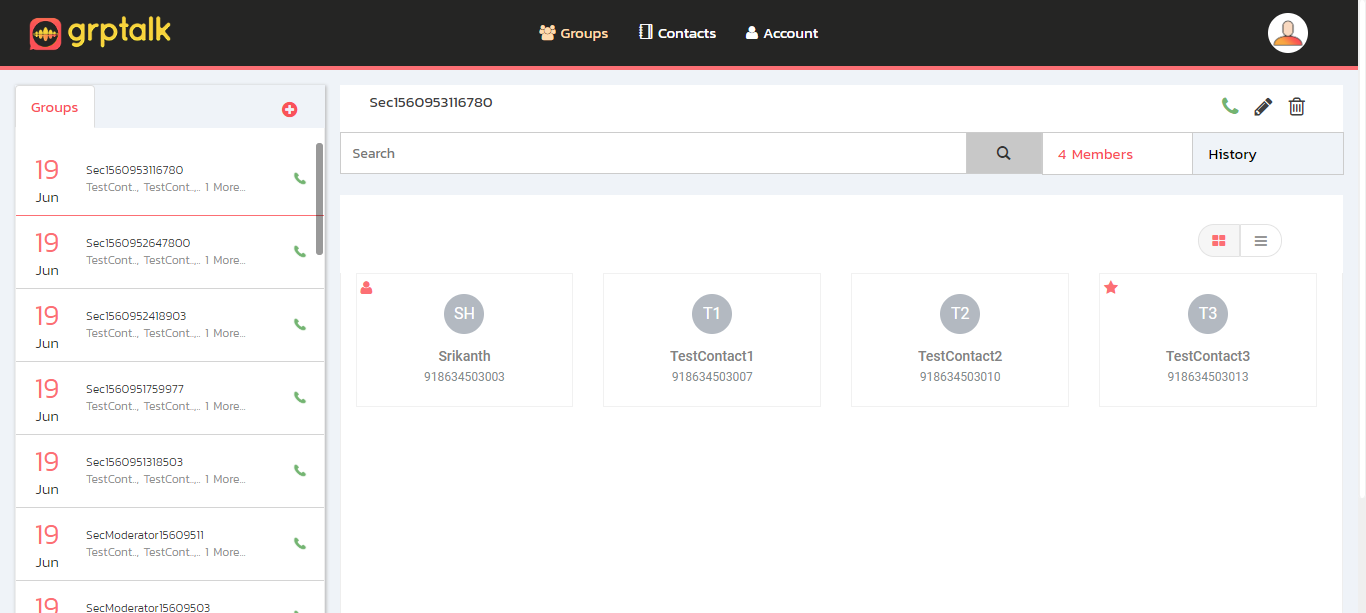 grptalk
Groups
Contacts
Account
Groups
19
Jun
Sec1560953116780
TestCont.., TestCont..,.. 1 More...
19
Jun
Sec1560952647800
TestCont.., TestCont..,.. 1 More...
19
Jun
Sec1560952418903
TestCont.., TestCont..,.. 1 More...
19
Jun
Sec1560951759977
TestCont.., TestCont..,.. 1 More...
19
Jun
Sec1560951318503
TestCont.., TestCont..,.. 1 More...
19
Jun
SecModerator15609511
TestCont.., TestCont..,.. 1 More...
19
SecModerator15609503
Sec1560953116780
Search
4 Members
History
SH
Srikanth
918634503003
T1
TestContact1
918634503007
T2
TestContact2
918634503010
T3
TestContact3
918634503013